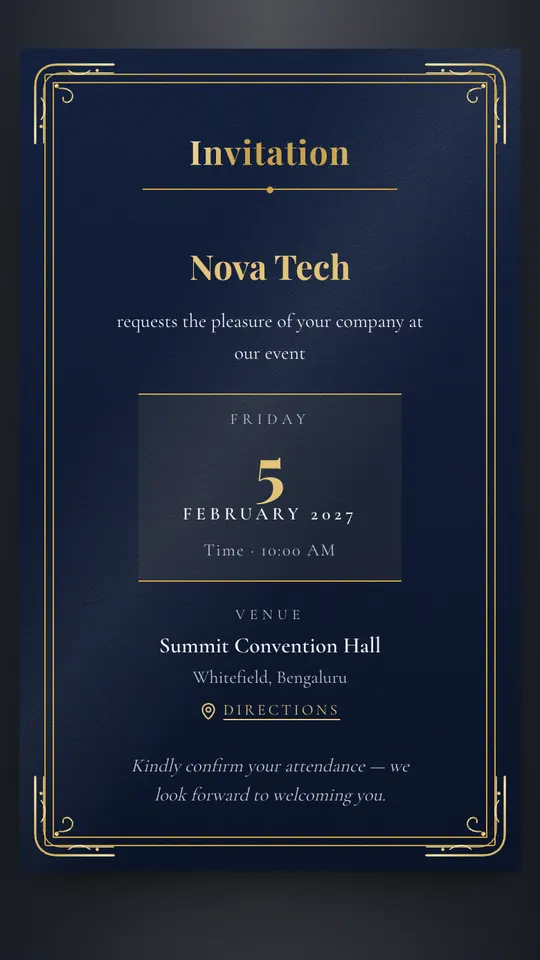 Invitation
Nova Tech
requests the pleasure of your company at
our event
FRIDAY
5
FEBRUARY 2027
Time · 10:00 AM
VENUE
Summit Convention Hall
Whitefield, Bengaluru
DIRECTIONS
Kindly confirm your attendance — we
look forward to welcoming you.